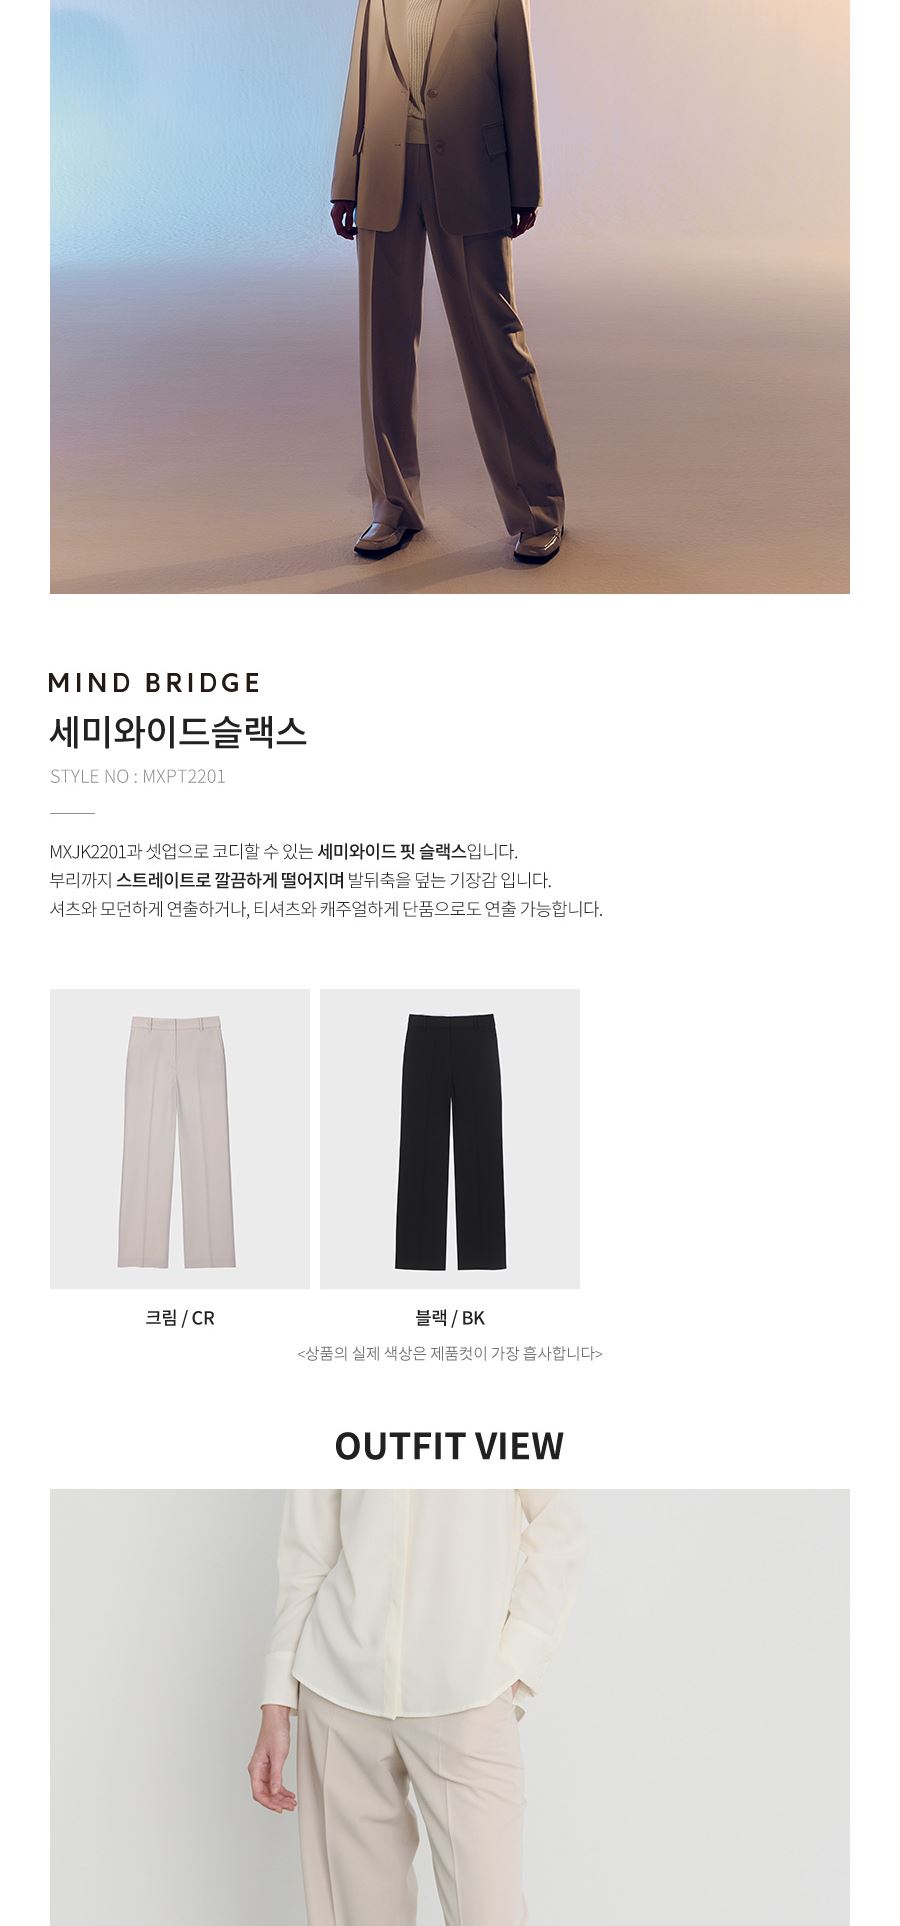 MIND BRIDGE
세미와이드슬랙스
STYLE NO : MXPT2201
MXJK2201과 셋업으로 코디할 수 있는 세미와이드 핏 슬랙스입니다.
부리까지 스트레이트로 깔끔하게 떨어지며 발뒤축을 덮는 기장감 입니다.
셔츠와 모던하게 연출하거나, 티셔츠와 캐주얼하게 단품으로도 연출 가능합니다.
크림 / CR
블랙 / BK
<상품의 실제 색상은 제품컷이 가장 흡사합니다>
OUTFIT VIEW